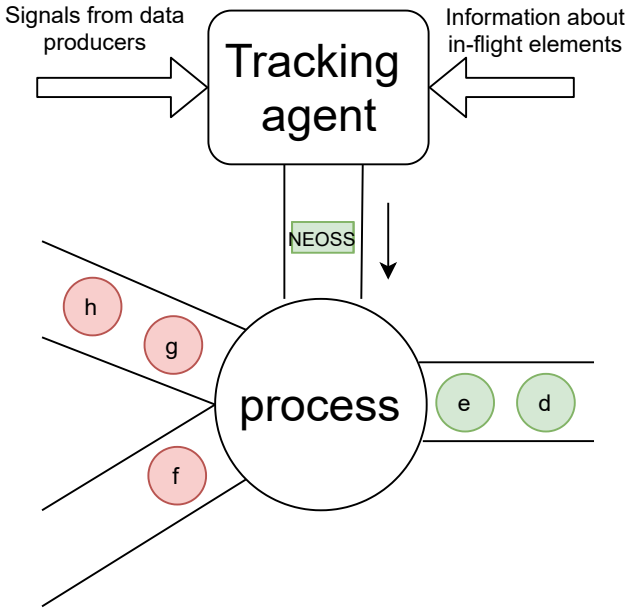 Signals from data
producers
Information about
in-flight elements
Tracking
agent
NEOSS
h
g
process
e
d
f